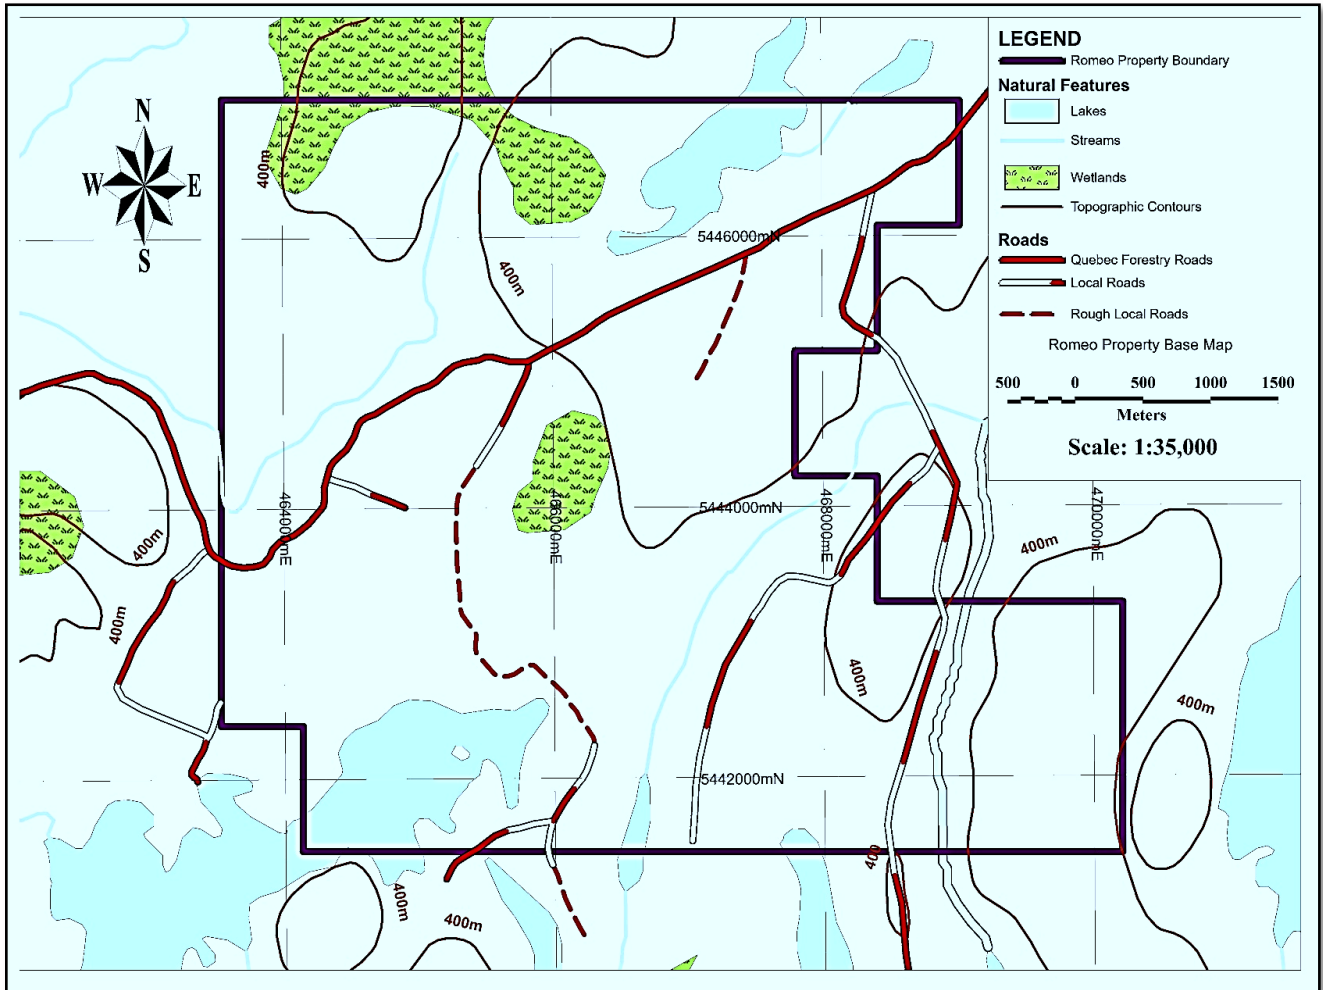 LEGEND
Romeo Property Boundary
Natural Features
Lakes
Streams
Wetlands
Topographic Contours
Roads
Quebec Forestry Roads
Local Roads
Rough Local Roads
Romeo Property Base Map
500 0 500 1000 1500
Meters
Scale: 1:35,000
N
W E
S
400m
5446000mN
400m
464000mE
466000mE
5444000mN
468000mE
470000mE
400m
400m
400m
400m
400m
5442000mN
400
400m
400m